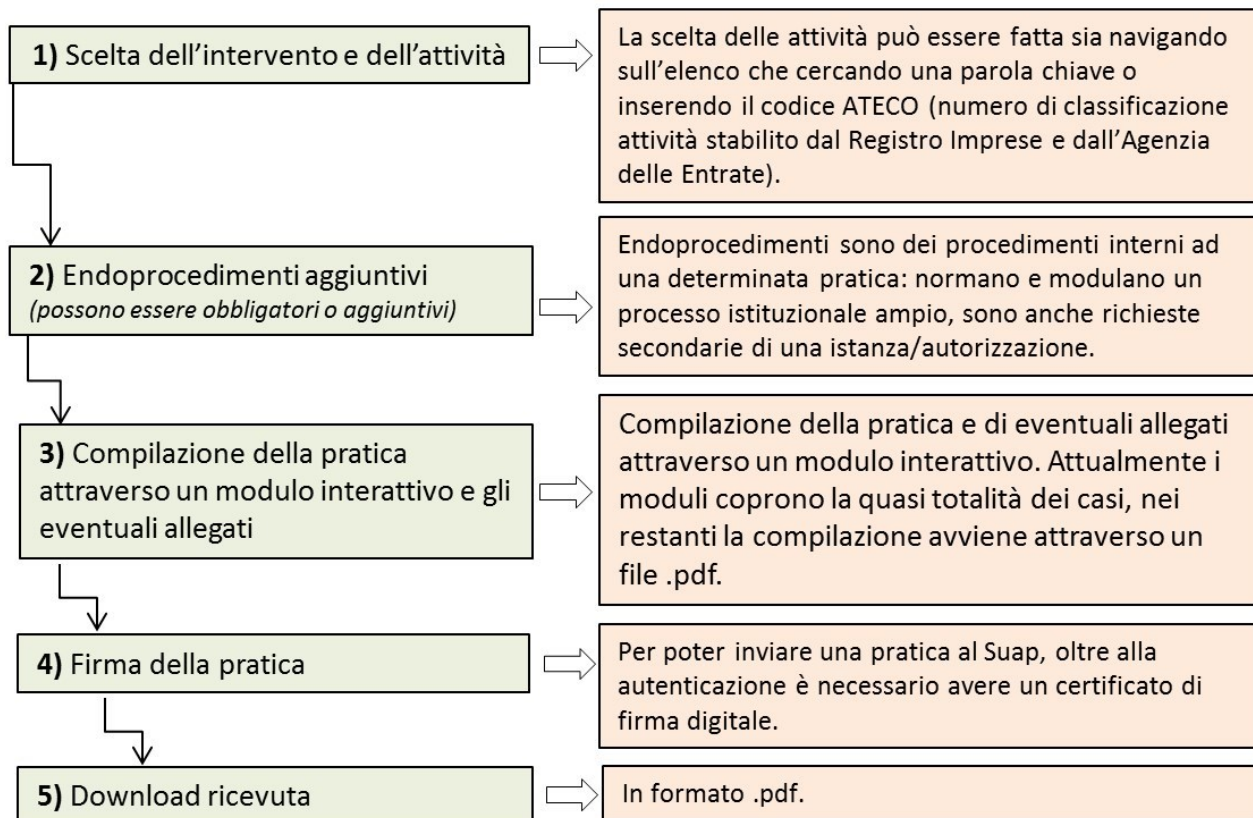 1) Scelta dell'intervento e dell'attività
La scelta delle attività può essere fatta sia navigando
sull'elenco che cercando una parola chiave o
inserendo il codice ATECO (numero di classificazione
attività stabilito dal Registro Imprese e dall'Agenzia
delle Entrate).
2) Endoprocedimenti aggiuntivi
(possono essere obbligatori o aggiuntivi)
Endoprocedimenti sono dei procedimenti interni ad
una determinata pratica: normano e modulano un
processo istituzionale ampio, sono anche richieste
secondarie di una istanza/autorizzazione.
3) Compilazione della pratica
attraverso un modulo interattivo e gli
eventuali allegati
Compilazione della pratica e di eventuali allegati
attraverso un modulo interattivo. Attualmente i
moduli coprono la quasi totalità dei casi, nei
restanti la compilazione avviene attraverso un
file .pdf.
4) Firma della pratica
Per poter inviare una pratica al Suap, oltre alla
autenticazione è necessario avere un certificato di
firma digitale.
5) Download ricevuta
In formato .pdf.